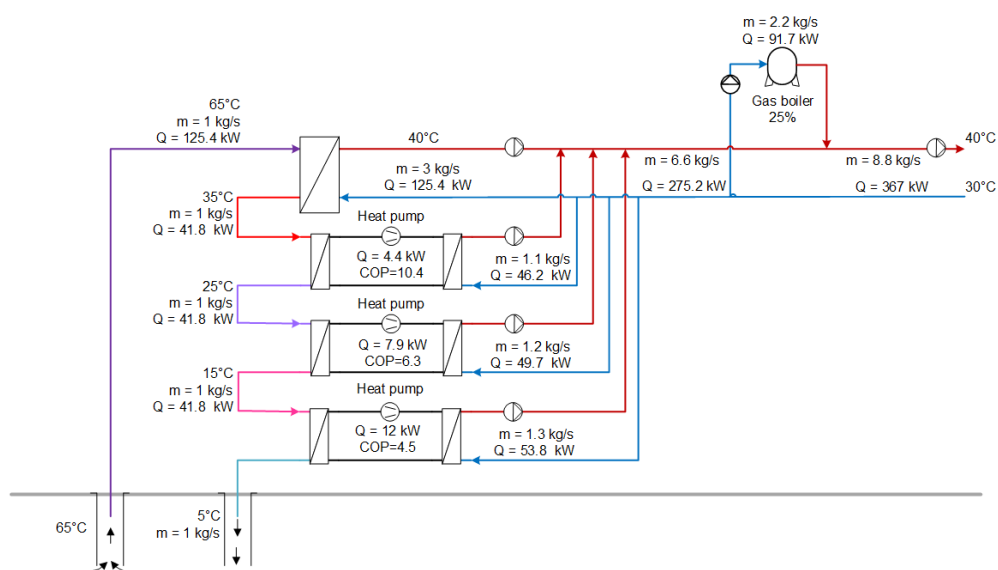 m = 2.2 kg/s
Q = 91.7 kW
Gas boiler
25%
65°C
m = 1 kg/s
Q = 125.4 kW
40°C
m = 3 kg/s
Q = 125.4 kW
m = 6.6 kg/s
Q = 275.2 kW
m = 8.8 kg/s
Q = 367 kW
40°C
30°C
35°C
m = 1 kg/s
Q = 41.8 kW
Heat pump
Q = 4.4 kW
COP=10.4
m = 1.1 kg/s
Q = 46.2 kW
25°C
m = 1 kg/s
Q = 41.8 kW
Heat pump
Q = 7.9 kW
COP=6.3
m = 1.2 kg/s
Q = 49.7 kW
15°C
m = 1 kg/s
Q = 41.8 kW
Heat pump
Q = 12 kW
COP=4.5
m = 1.3 kg/s
Q = 53.8 kW
65°C
5°C
m = 1 kg/s